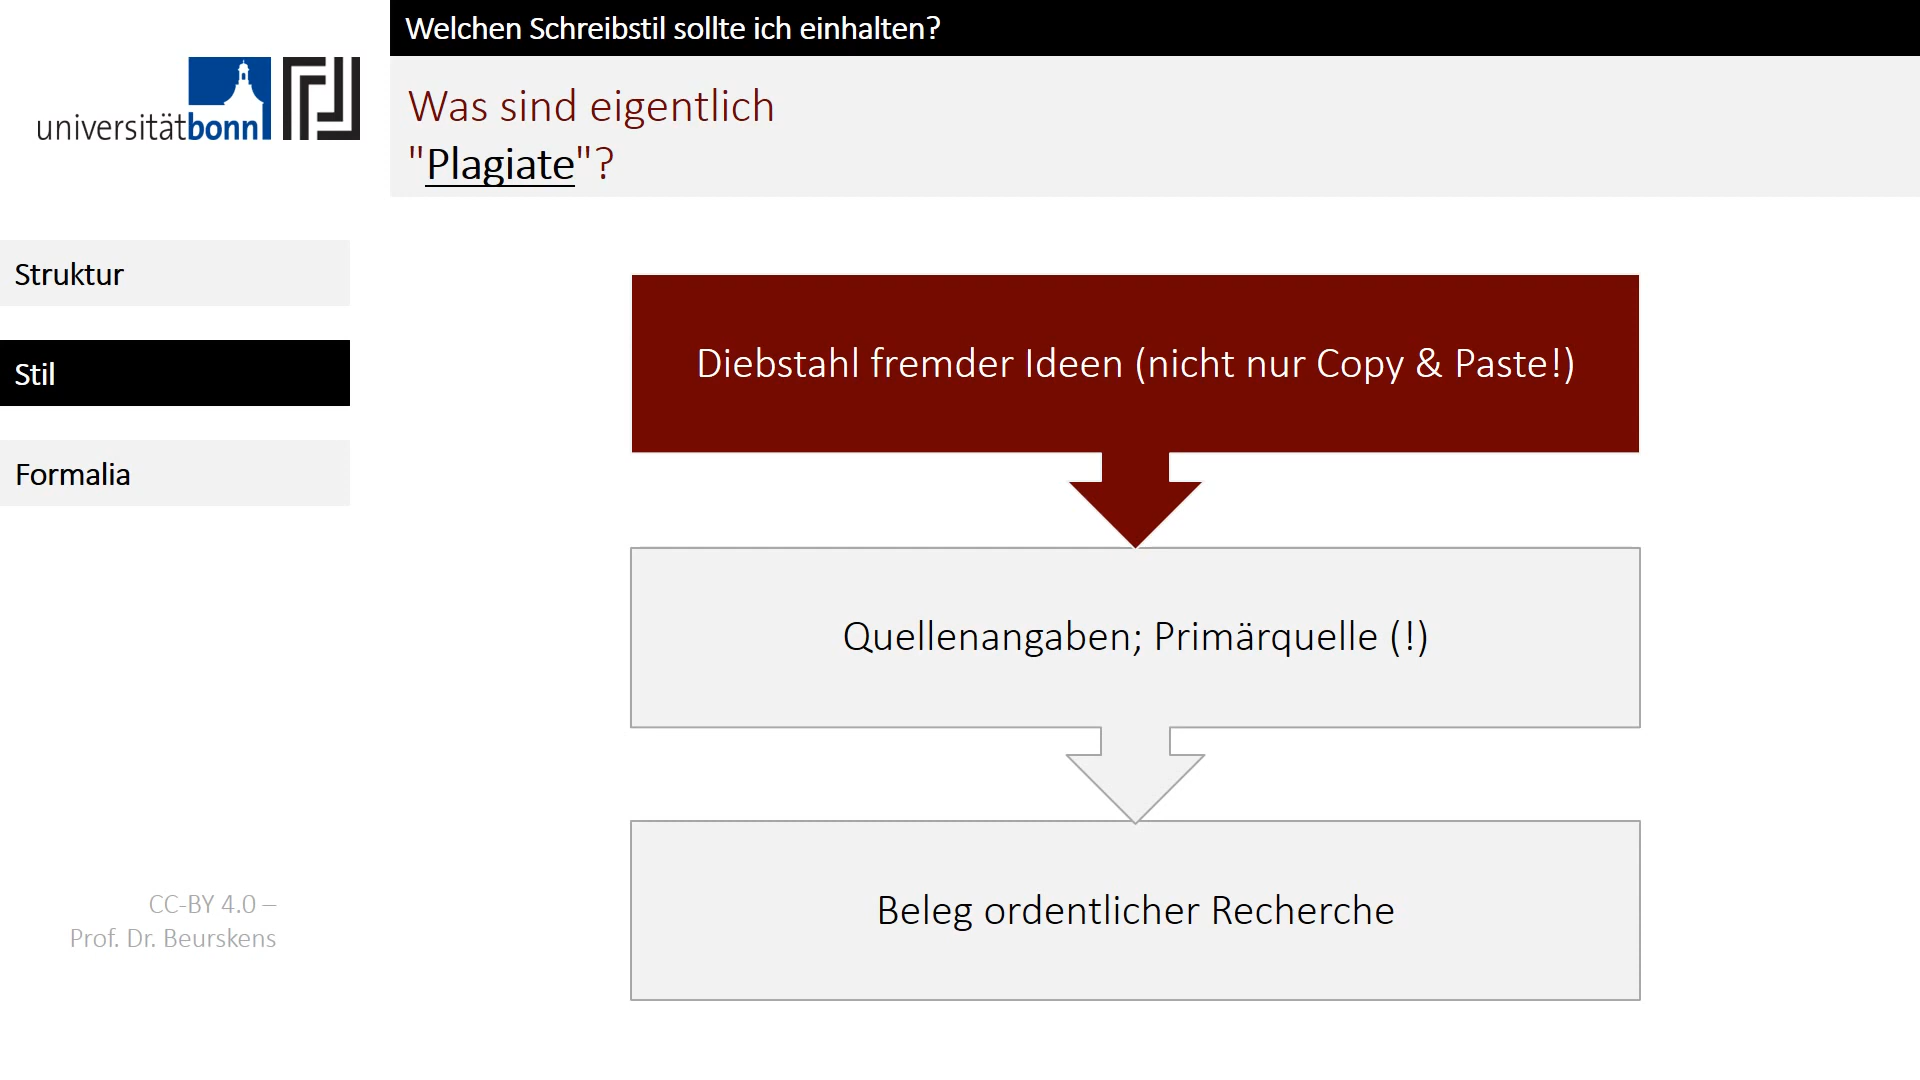 Welchen Schreibstil sollte ich einhalten?
universitätbonn
Was sind eigentlich
"Plagiate"?
Struktur
Stil
Formalia
Diebstahl fremder Ideen (nicht nur Copy & Paste!)
Quellenangaben; Primärquelle (!)
Beleg ordentlicher Recherche
CC-BY 4.0 –
Prof. Dr. Beurskens